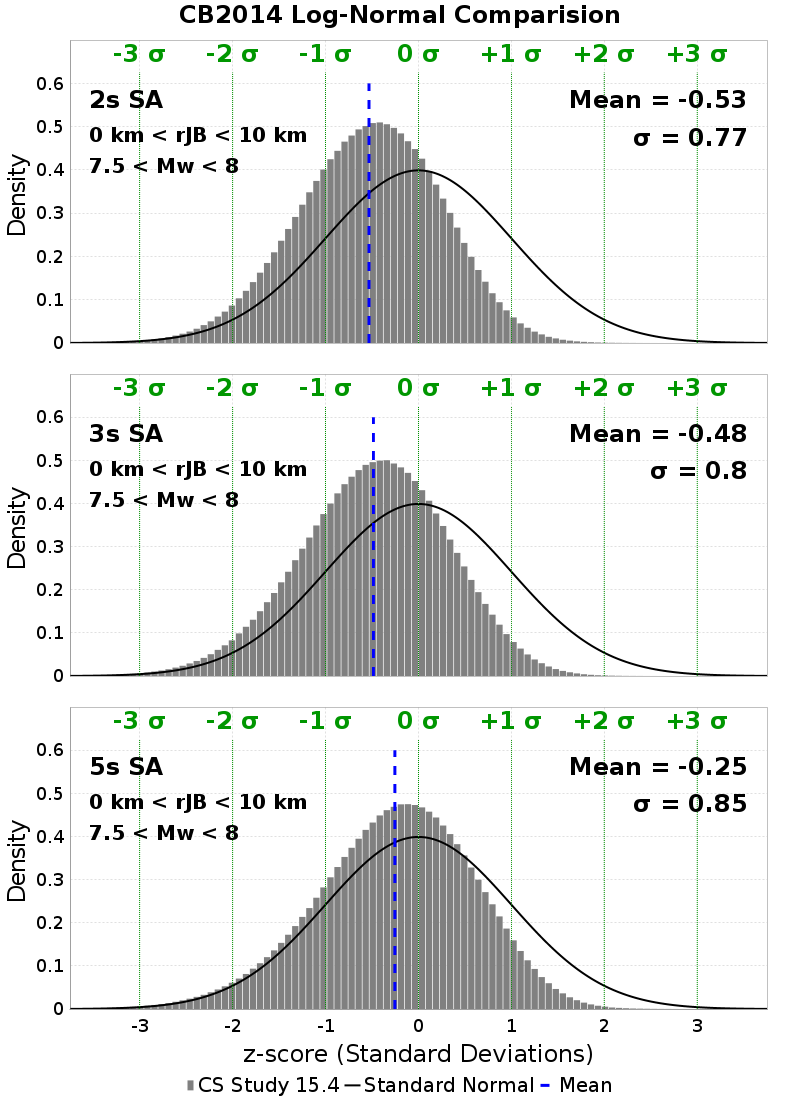 CB2014 Log-Normal Comparision
-3 σ -2 σ -1 σ 0 σ +1 σ +2 σ +3 σ
2s SA
Mean = -0.53
0 km < rJB < 10 km
σ = 0.77
7.5 < Mw < 8
Density
0.6
0.5
0.4
0.3
0.2
0.1
0
-3 σ -2 σ -1 σ 0 σ +1 σ +2 σ +3 σ
3s SA
Mean = -0.48
0 km < rJB < 10 km
σ = 0.8
7.5 < Mw < 8
Density
0.6
0.5
0.4
0.3
0.2
0.1
0
-3 σ -2 σ -1 σ 0 σ +1 σ +2 σ +3 σ
5s SA
Mean = -0.25
0 km < rJB < 10 km
σ = 0.85
7.5 < Mw < 8
Density
0.6
0.5
0.4
0.3
0.2
0.1
0
-3 -2 -1 0 1 2 3
z-score (Standard Deviations)
CS Study 15.4 Standard Normal Mean